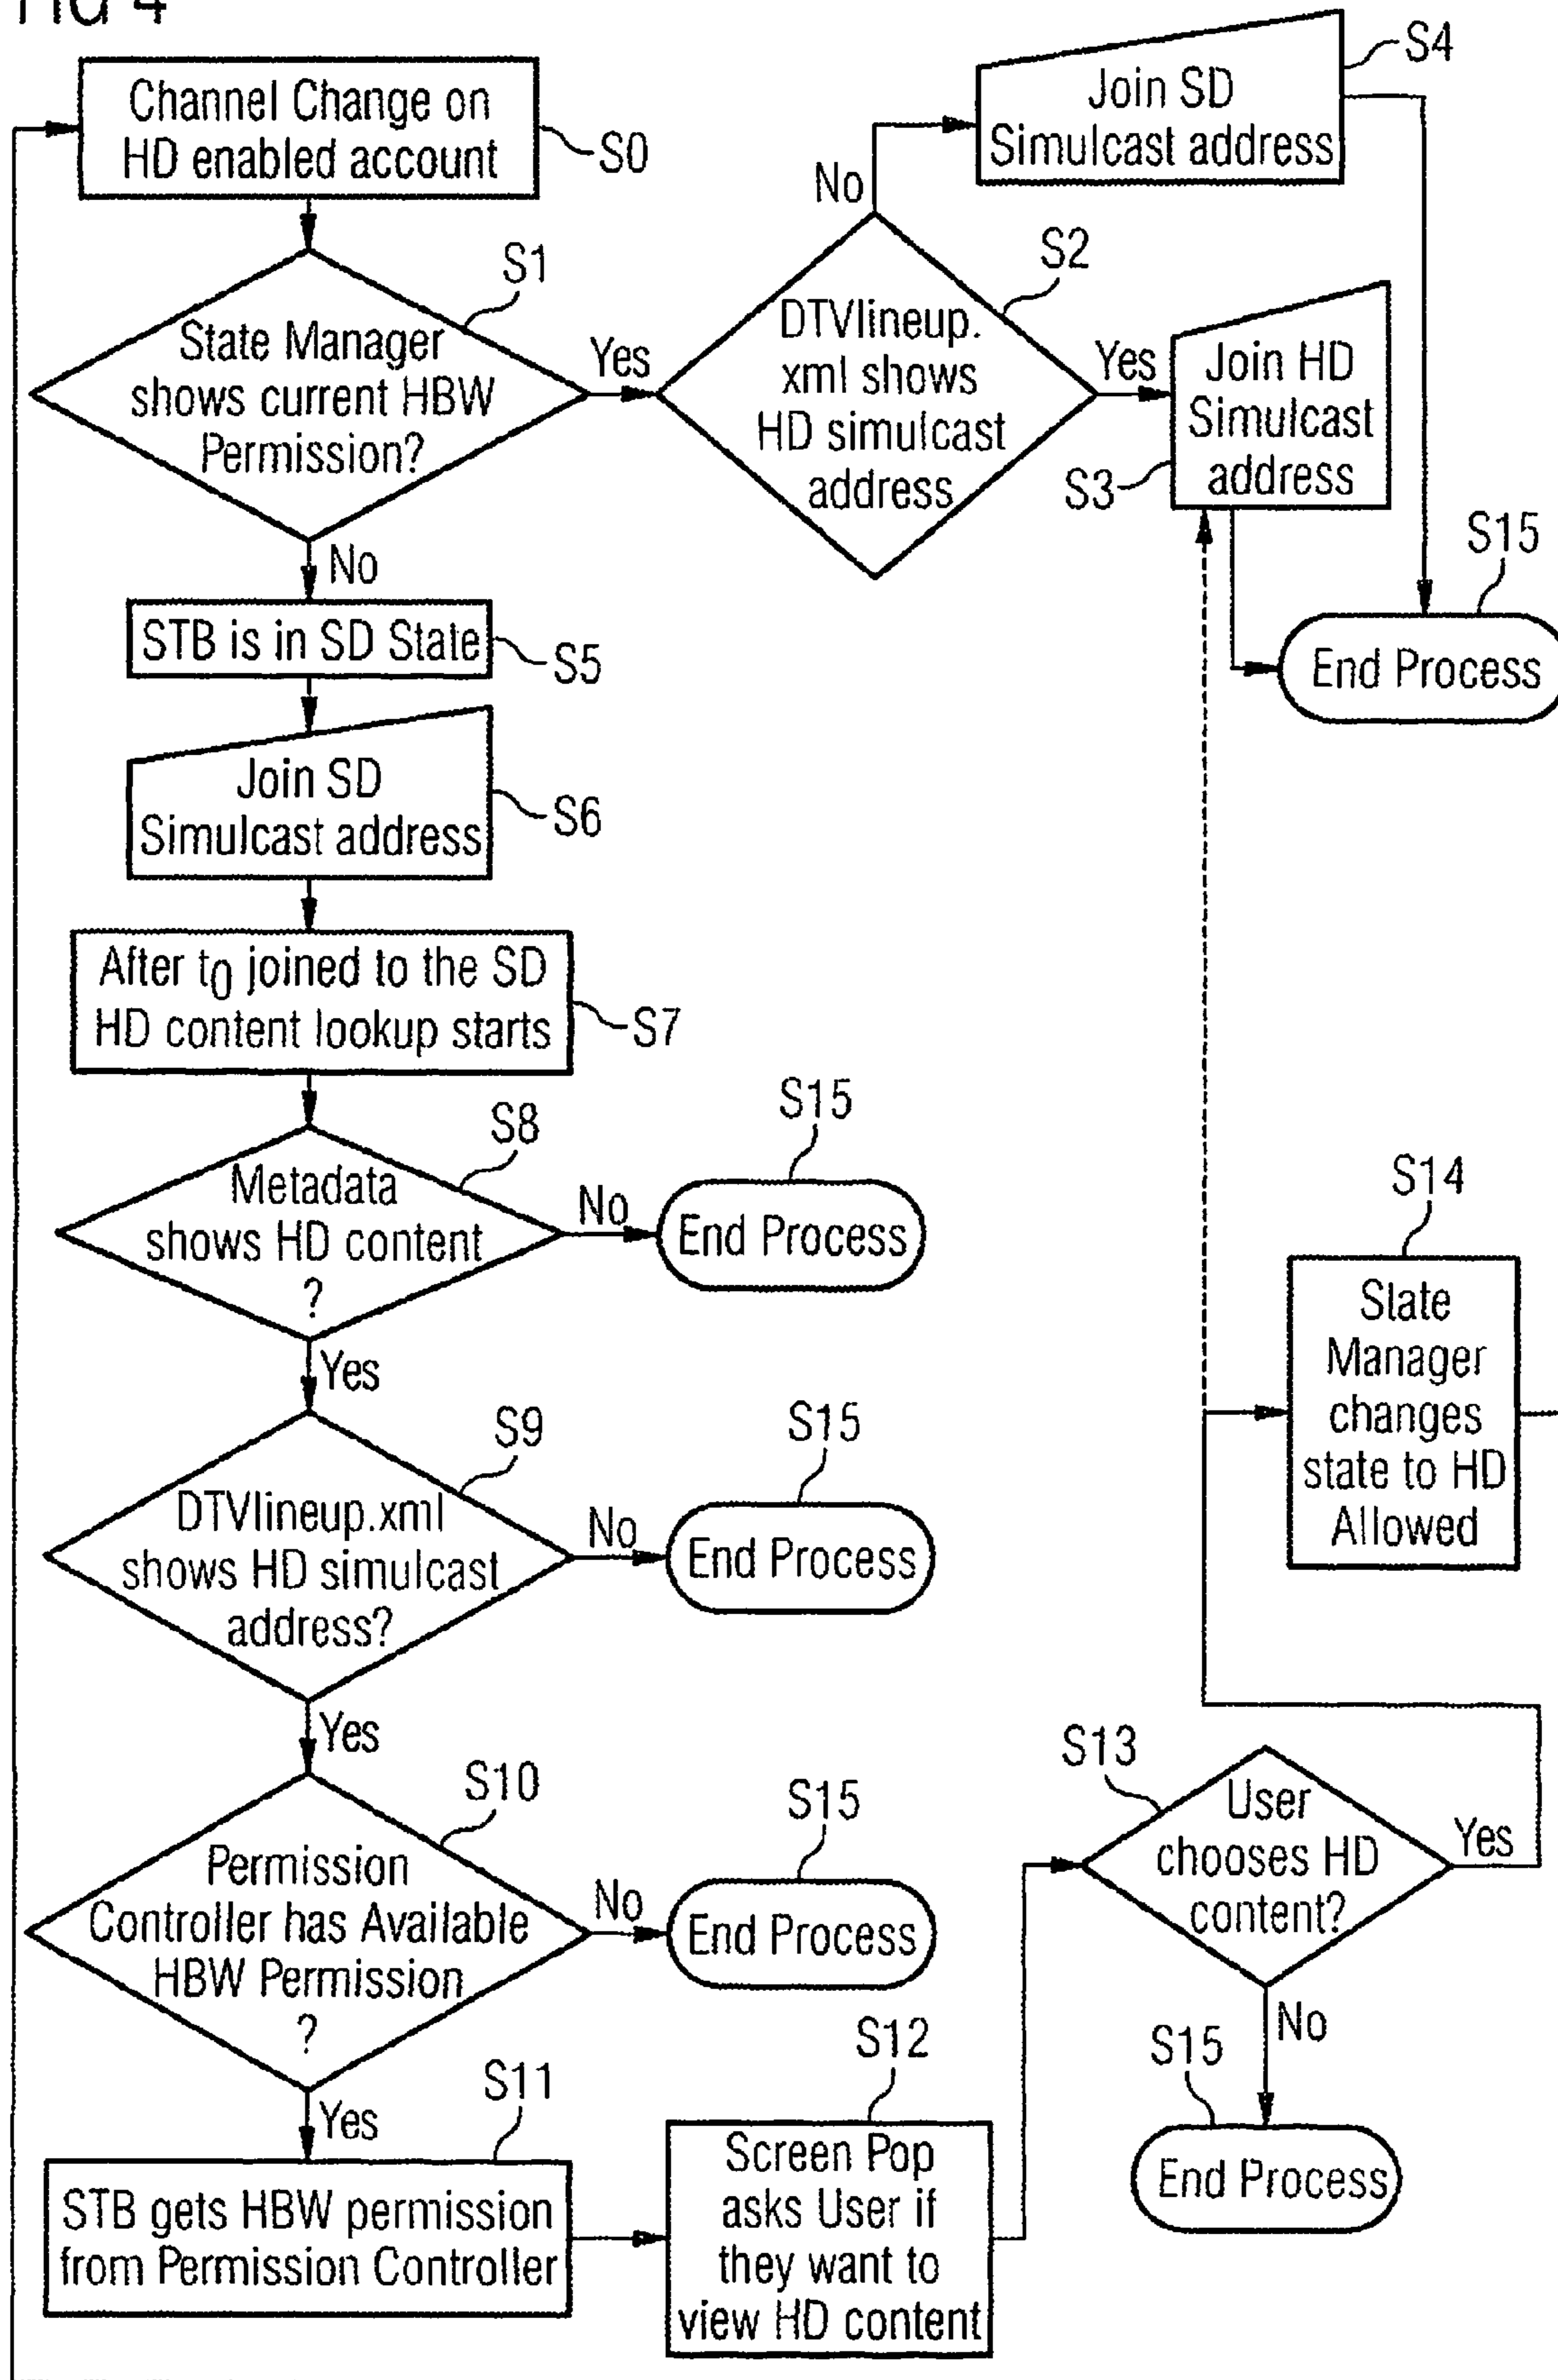 FIG 4
Channel Change on
HD enabled account
S0
State Manager
shows current HBW
Permission?
S1
Yes
No
DTVlineup.
xml shows
HD simulcast
address
S2
No
Yes
Join SD
Simulcast address
S4
Join HD
Simulcast
address
S3
S15
End Process
STB is in SD State
S5
Join SD
Simulcast address
S6
After t0 joined to the SD
HD content lookup starts
S7
Metadata
shows HD content
?
S8
No
S15
End Process
Yes
DTVlineup.xml
shows HD simulcast
address?
S9
No
S15
End Process
Yes
Permission
Controller has Available
HBW Permission
?
S10
No
S15
End Process
Yes
STB gets HBW permission
from Permission Controller
S11
Screen Pop
asks User if
they want to
view HD content
S12
User
chooses HD
content?
S13
Yes
No
S15
End Process
State
Manager
changes
state to HD
Allowed
S14